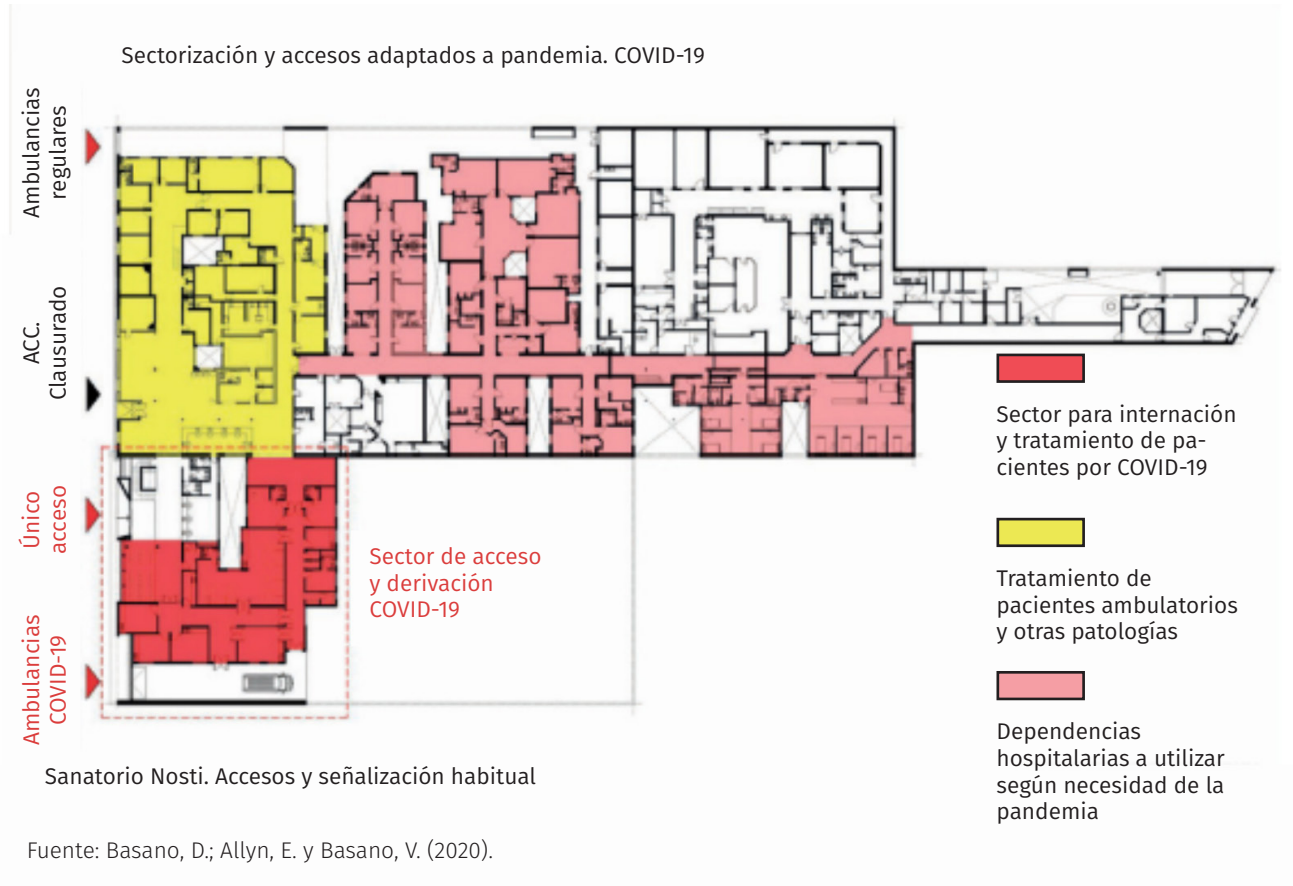 Sectorización y accesos adaptados a pandemia. COVID-19
Ambulancias
regulares
ACC.
Clausurado
Único
acceso
Ambulancias
COVID-19
Sector de acceso
y derivación
COVID-19
Sector para internación
y tratamiento de pa-
cientes por COVID-19
Tratamiento de
pacientes ambulatorios
y otras patologías
Dependencias
hospitalarias a utilizar
según necesidad de la
pandemia
Sanatorio Nosti. Accesos y señalización habitual
Fuente: Basano, D.; Allyn, E. y Basano, V. (2020).